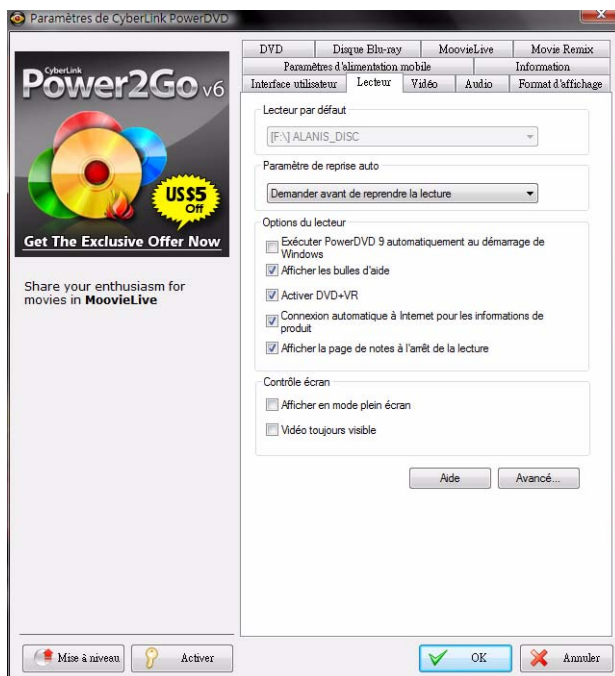 Paramètres de CyberLink PowerDVD
CyberLink
Power2Go v6
US$5
Off
Get The Exclusive Offer Now
Share your enthusiasm for
movies in MoovieLive
DVD
Disque Blu-ray
MoovieLive
Movie Remix
Paramètres d'alimentation mobile
Information
Interface utilisateur
Lecteur
Vidéo
Audio
Format d'affichage
Lecteur par défaut
[F:\] ALANIS_DISC
Paramètre de reprise auto
Demander avant de reprendre la lecture
Options du lecteur
Exécuter PowerDVD 9 automatiquement au démarrage de
Windows
Afficher les bulles d'aide
Activer DVD+VR
Connexion automatique à Internet pour les informations de
produit
Afficher la page de notes à l'arrêt de la lecture
Contrôle écran
Afficher en mode plein écran
Vidéo toujours visible
Aide
Avancé...
Mise à niveau
Activer
OK
Annuler